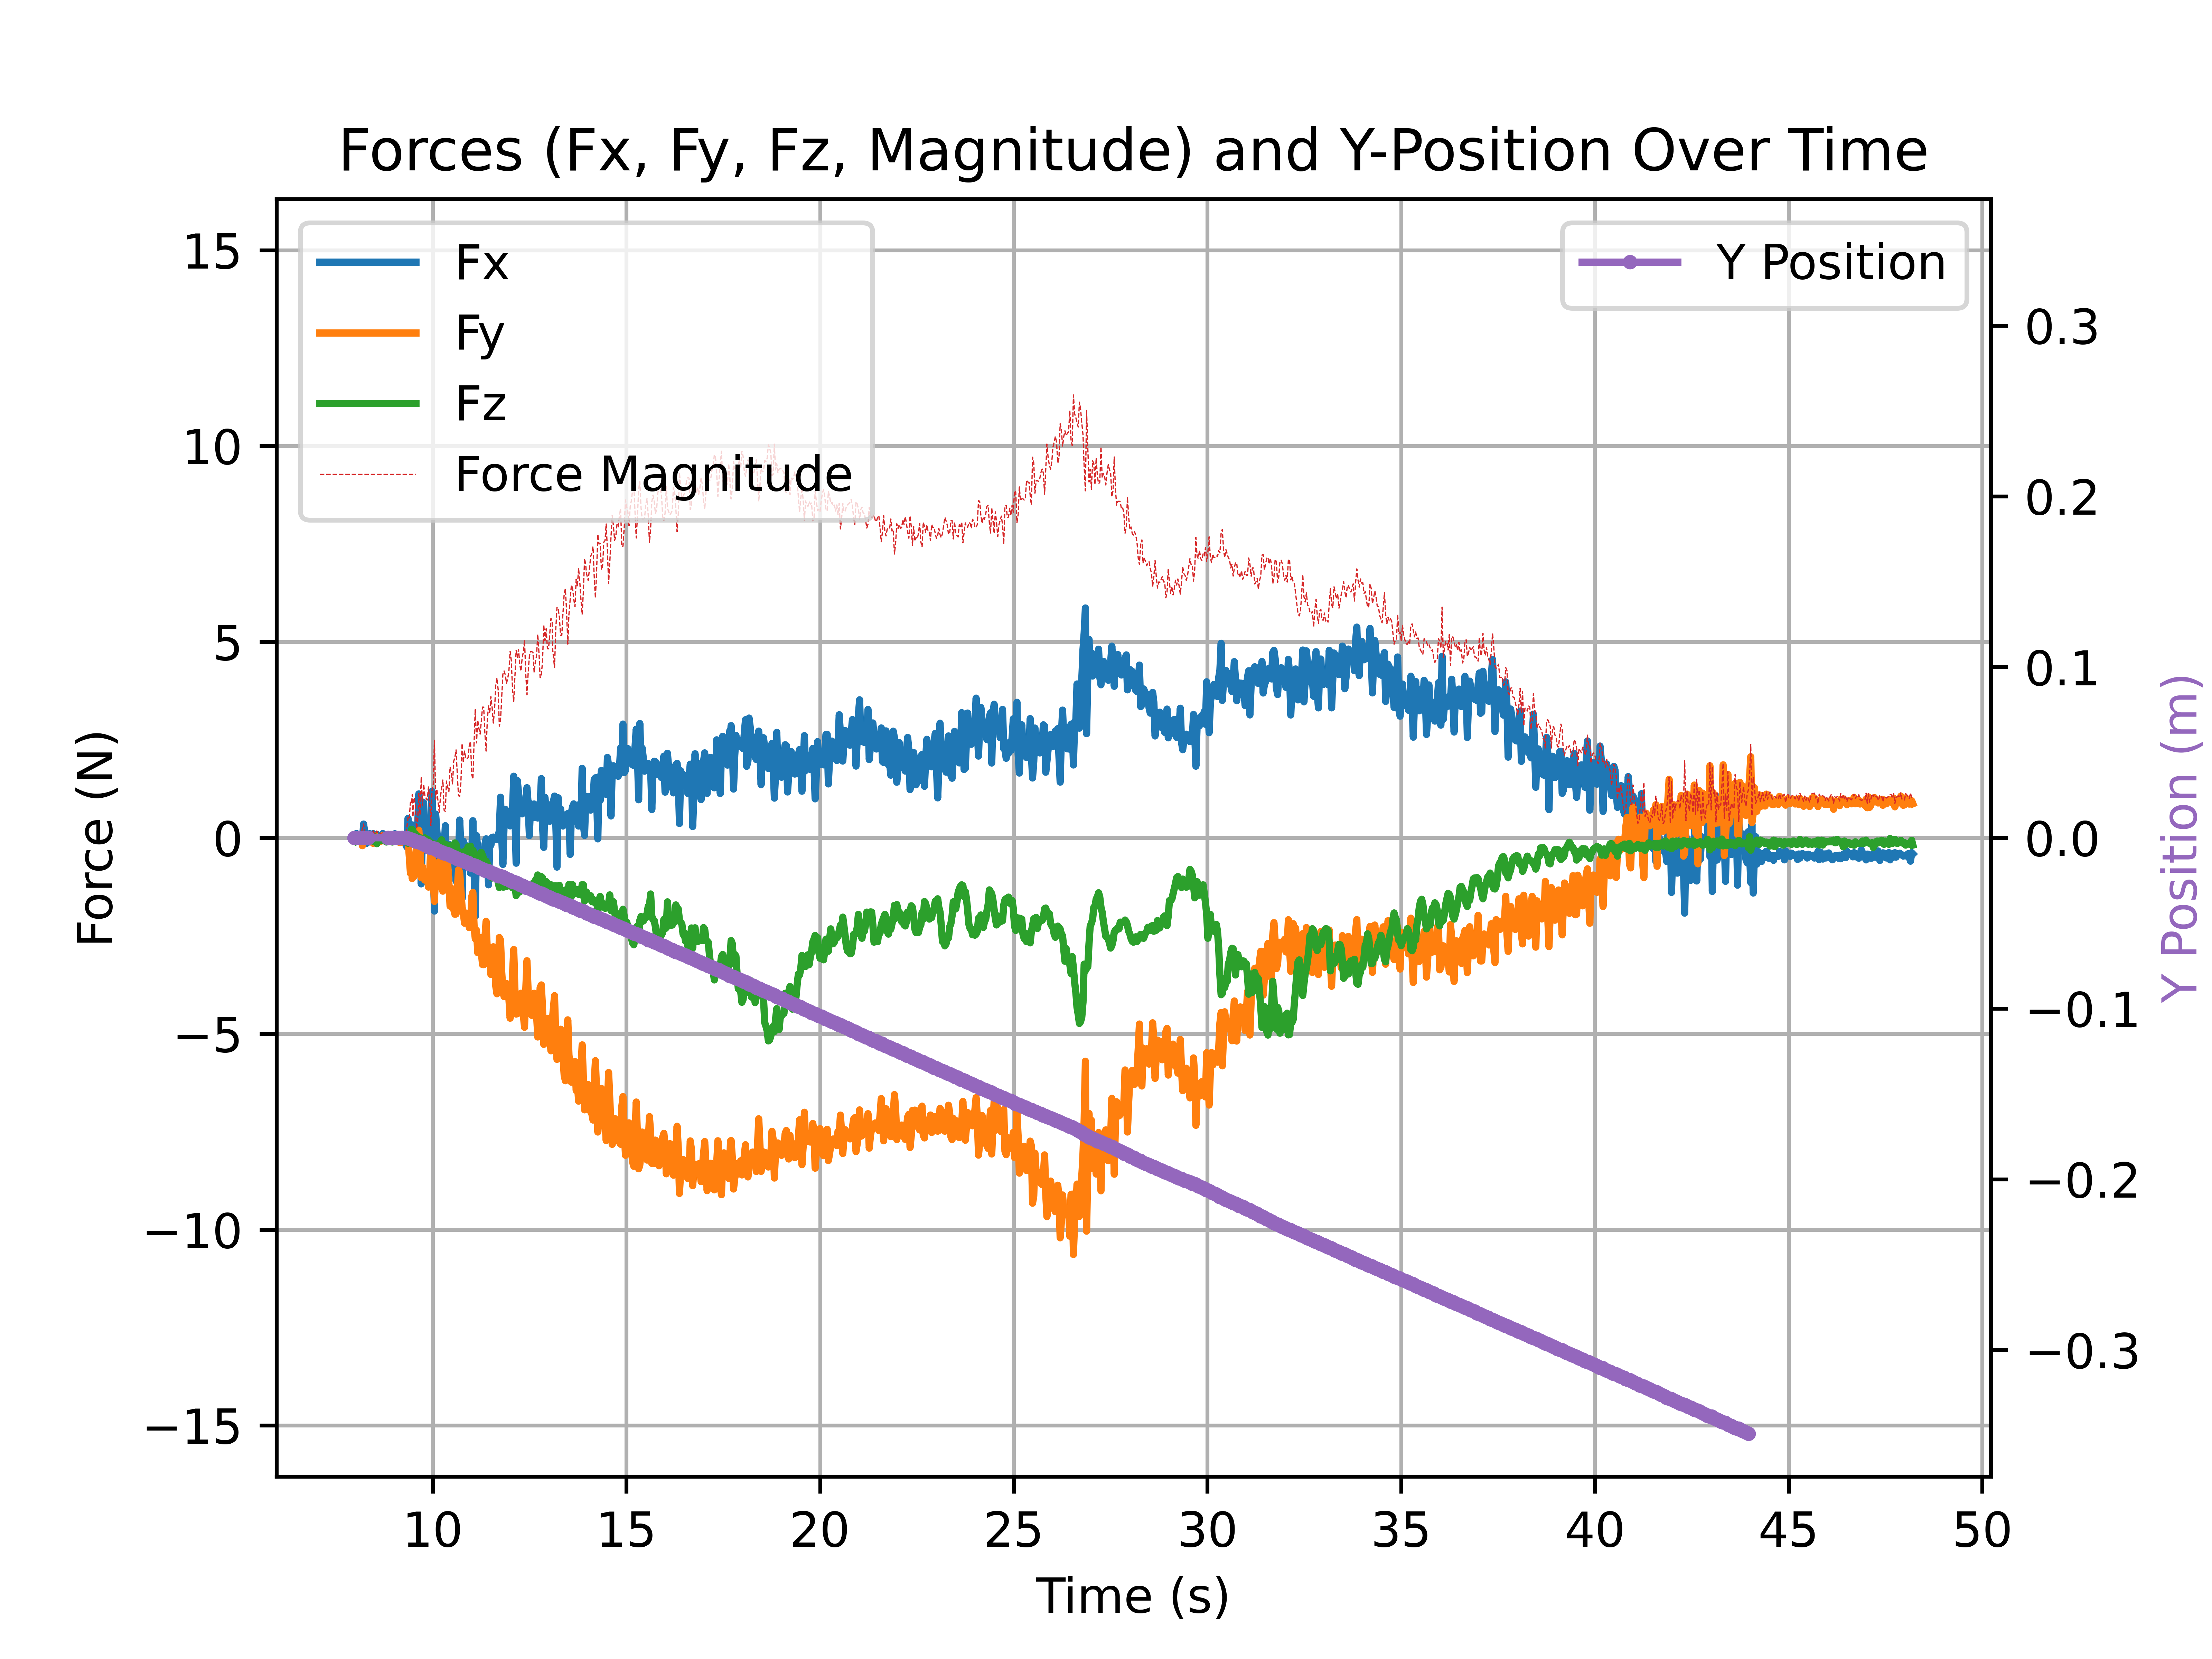 Forces (Fx, Fy, Fz, Magnitude) and Y-Position Over Time
Fx
Fy
Fz
Force Magnitude
Y Position
15
10
5
0
−5
−10
−15
Force (N)
0.3
0.2
0.1
0.0
−0.1
−0.2
−0.3
Y Position (m)
10 15 20 25 30 35 40 45 50
Time (s)